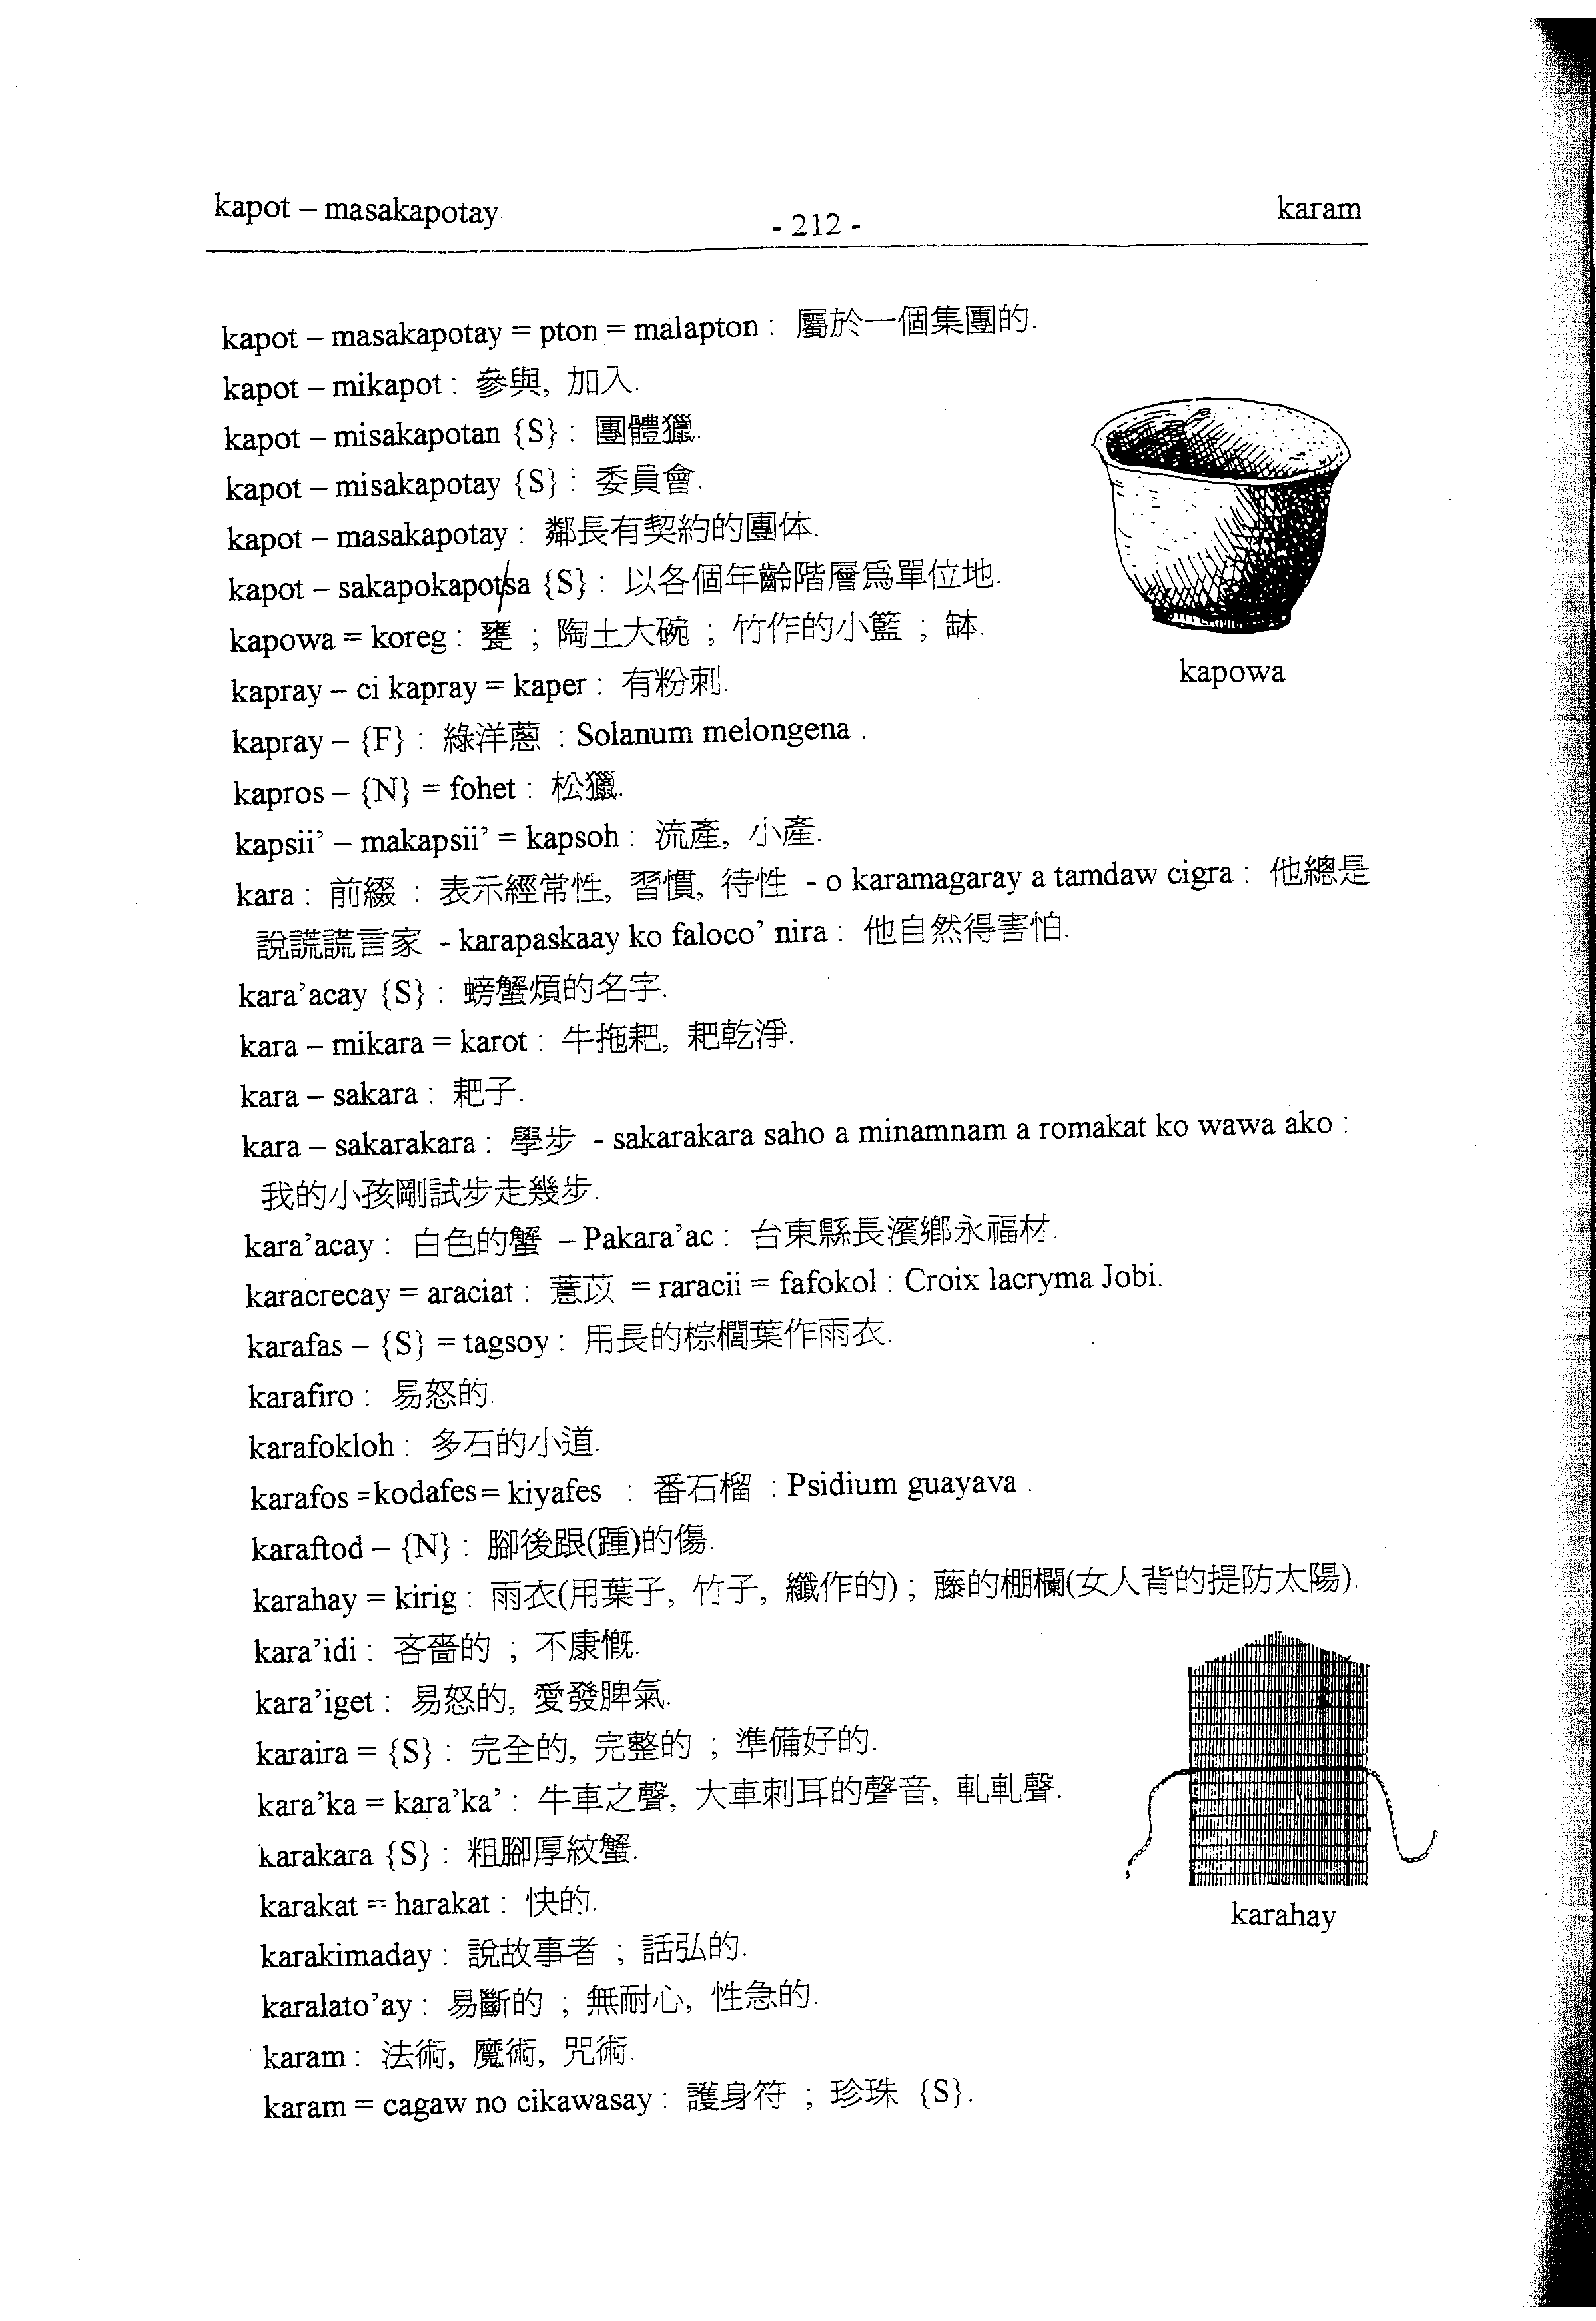 kapot – masakapotay
- 212 -
karam
kapot – masakapotay = pton = malapton : 屬於一個集團的.
kapot – mikapot : 參與, 加入.
kapot – misakapotan {S} : 團體獵.
kapot – misakapotay {S} : 委員會.
kapot – masakapotay : 鄰長有契約的團体.
kapot – sakapokapotsa {S} : 以各個年齡階層爲單位地.
kapowa = koreg : 甕 ; 陶土大碗 ; 竹作的小籃 ; 缽.
kapray – ci kapray = kaper : 有粉刺.
kapowa
kapray – {F} : 綠洋蔥 : Solanum melongena .
kapros – {N} = fohet : 松獵.
kapsii’ – makapsii’ = kapsoh : 流產, 小產.
kara : 前綴 : 表示經常性, 習慣, 待性 - o karamagaray a tamdaw cigra : 他總是
說謊謊言家 - karapaskaay ko faloco’ nira : 他自然得害怕.
kara’acay {S} : 螃蟹煩的名字.
kara – mikara = karot : 牛拖耙, 耙乾淨.
kara – sakara : 耙子.
kara – sakarakara : 學步 - sakarakara saho a minamnam a romakat ko wawa ako :
我的小孩剛試步走幾步.
kara’acay : 白色的蟹 – Pakara’ac : 台東縣長濱鄉永福材.
karacrecay = araciat : 薏苡 = raracii = fafokol : Croix lacryma Jobi.
karafas – {S} = tagsoy : 用長的棕櫚葉作雨衣.
karafiro : 易怒的.
karafokloh : 多石的小道.
karafos =kodafes= kiyafes : 番石榴 : Psidium guayava .
karaftod – {N} : 腳後跟(踵)的傷.
karahay = kirig : 雨衣(用葉子, 竹子, 纖作的) ; 藤的棚欄(女人背的提防太陽).
kara’idi : 吝嗇的 ; 不康慨.
kara’iget : 易怒的, 愛發脾氣.
karaira = {S} : 完全的, 完整的 ; 準備好的.
kara’ka = kara’ka’ : 牛車之聲, 大車刺耳的聲音, 軋軋聲.
karakara {S} : 粗腳厚紋蟹.
karakat = harakat : 快的.
karahay
karakimaday : 說故事者 ; 話弘的.
karalato’ay : 易斷的 ; 無耐心, 性急的.
karam : 法術, 魔術, 咒術.
karam = cagaw no cikawasay : 護身符 ; 珍珠 {S}.